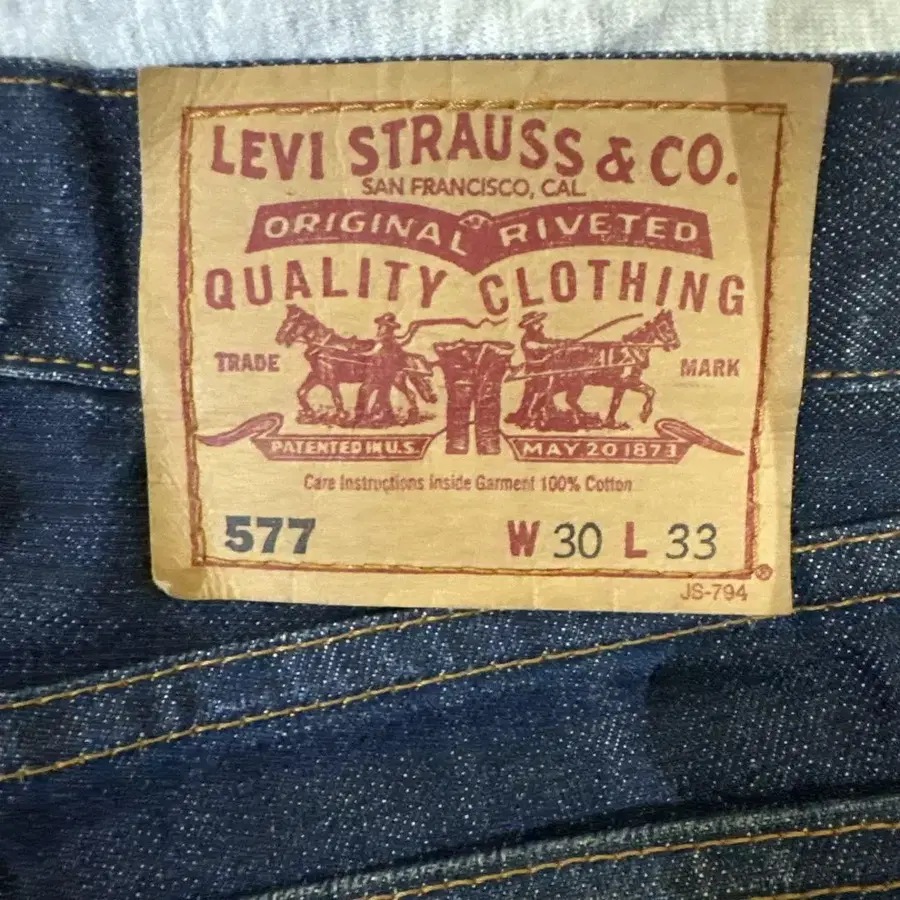 LEVI STRAUSS & CO.
SAN FRANCISCO, CAL.
ORIGINAL RIVETED
QUALITY CLOTHING
TRADE MARK
PATENTED IN U.S. MAY 20 1873
Care Instructions Inside Garment 100% Cotton
577 W 30 L 33
®
JS-794